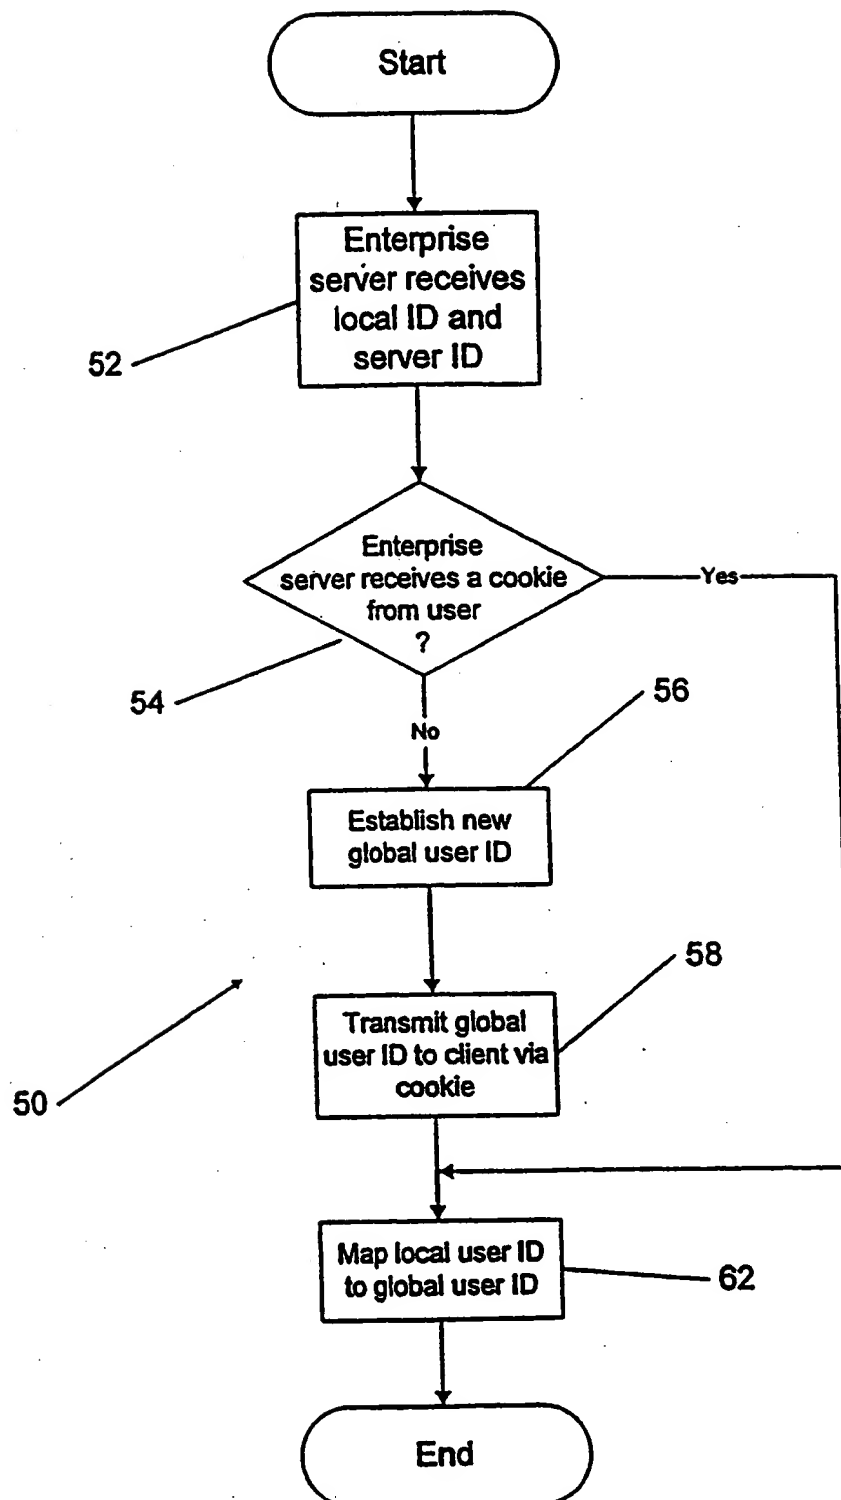 Start
Enterprise
server receives
local ID and
server ID
52
Enterprise
server receives a cookie
from user
?
Yes
54
No
56
Establish new
global user ID
58
Transmit global
user ID to client via
cookie
50
Map local user ID
to global user ID
62
End